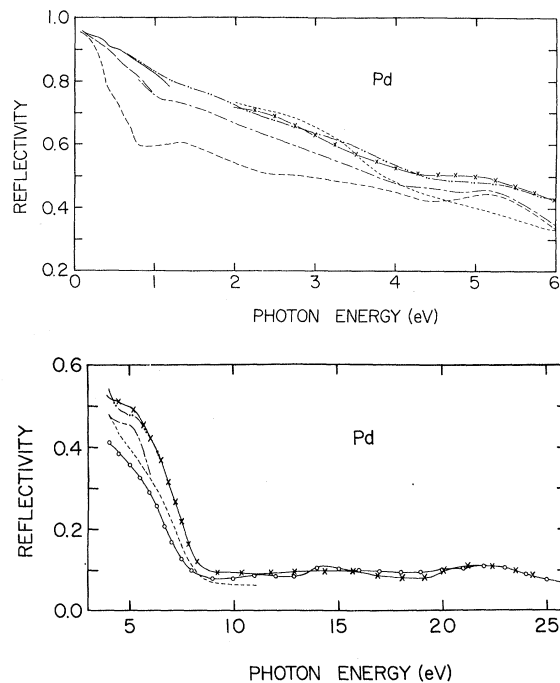 1.0
Pd
0.8
REFLECTIVITY
0.6
0.4
0.2
0 1 2 3 4 5 6
PHOTON ENERGY (eV)
0.6
Pd
0.4
REFLECTIVITY
0.2
0.0
5 10 15 20 25
PHOTON ENERGY (eV)